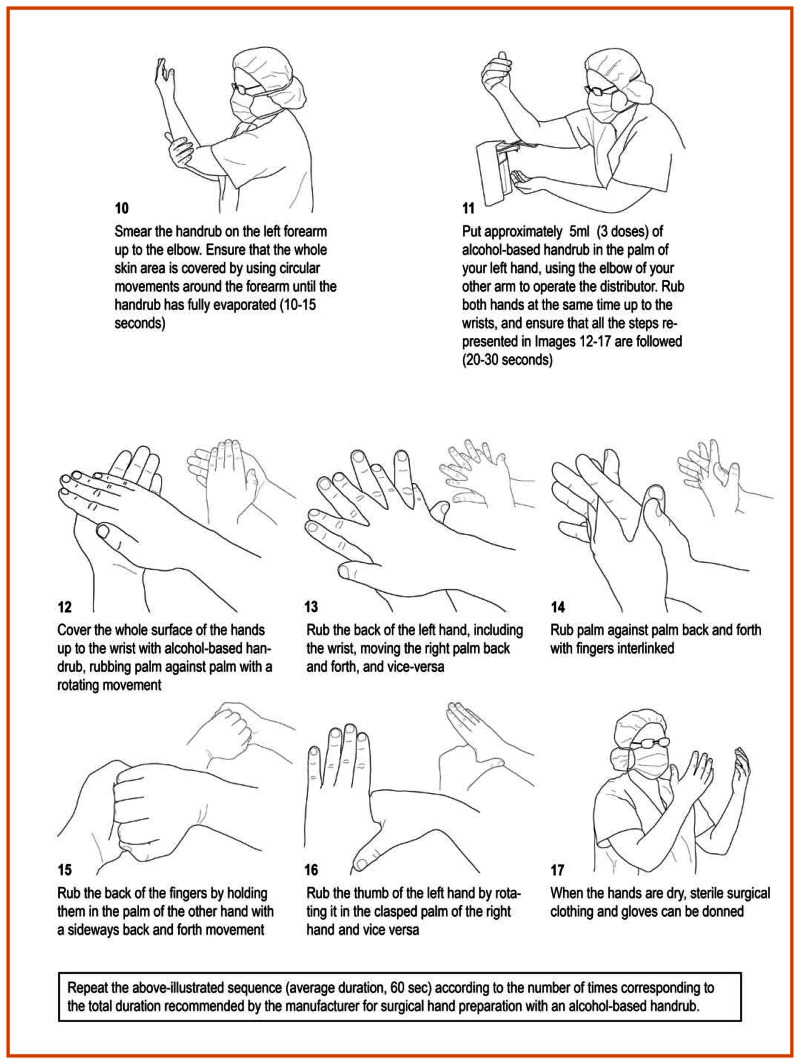 10
Smear the handrub on the left forearm
up to the elbow. Ensure that the whole
skin area is covered by using circular
movements around the forearm until the
handrub has fully evaporated (10-15
seconds)
11
Put approximately 5ml (3 doses) of
alcohol-based handrub in the palm of
your left hand, using the elbow of your
other arm to operate the distributor. Rub
both hands at the same time up to the
wrists, and ensure that all the steps re-
presented in Images 12-17 are followed
(20-30 seconds)
12
Cover the whole surface of the hands
up to the wrist with alcohol-based han-
drub, rubbing palm against palm with a
rotating movement
13
Rub the back of the left hand, including
the wrist, moving the right palm back
and forth, and vice-versa
14
Rub palm against palm back and forth
with fingers interlinked
15
Rub the back of the fingers by holding
them in the palm of the other hand with
a sideways back and forth movement
16
Rub the thumb of the left hand by rota-
ting it in the clasped palm of the right
hand and vice versa
17
When the hands are dry, sterile surgical
clothing and gloves can be donned
Repeat the above-illustrated sequence (average duration, 60 sec) according to the number of times corresponding to
the total duration recommended by the manufacturer for surgical hand preparation with an alcohol-based handrub.